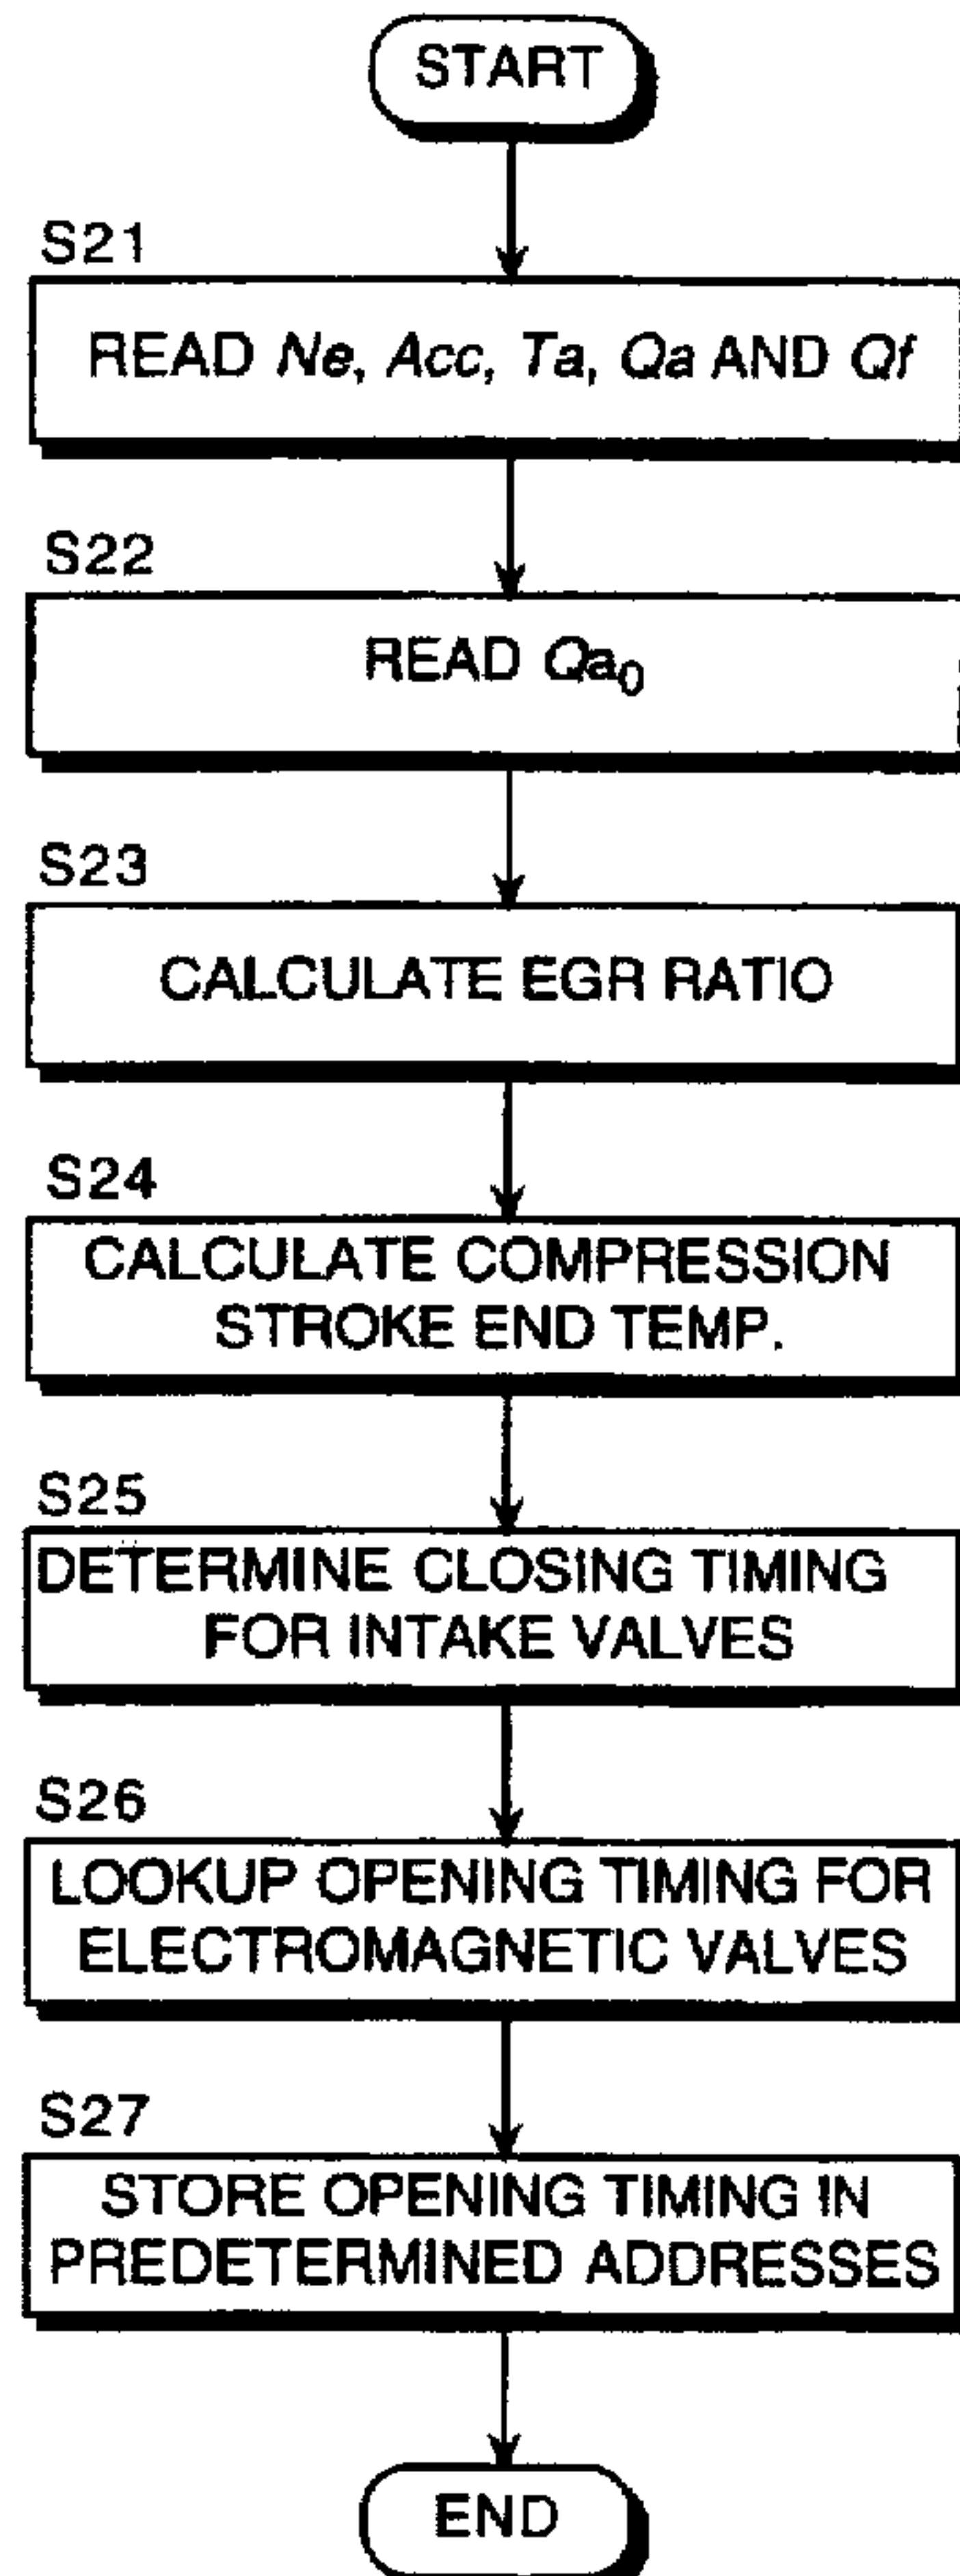 START
S21
READ Ne, Acc, Ta, Qa AND Qf
S22
READ Qa₀
S23
CALCULATE EGR RATIO
S24
CALCULATE COMPRESSION
STROKE END TEMP.
S25
DETERMINE CLOSING TIMING
FOR INTAKE VALVES
S26
LOOKUP OPENING TIMING FOR
ELECTROMAGNETIC VALVES
S27
STORE OPENING TIMING IN
PREDETERMINED ADDRESSES
END